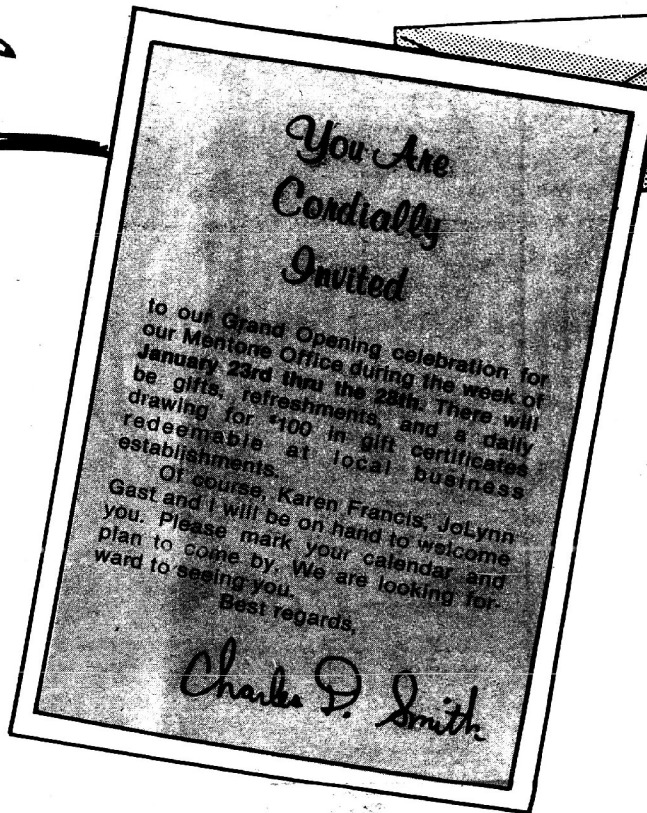 You Are
Cordially
Invited
to our Grand Opening celebration for
our Mentone Office during the week of
January 23rd thru the 28th. There will
be gifts, refreshments, and a daily
drawing for $100 in gift certificates
redeemable at local business
establishments.
Of course, Karen Francis, JoLynn
Gast and I will be on hand to welcome
you. Please mark your calendar and
plan to come by. We are looking for-
ward to seeing you.
Best regards,
Charles D. Smith